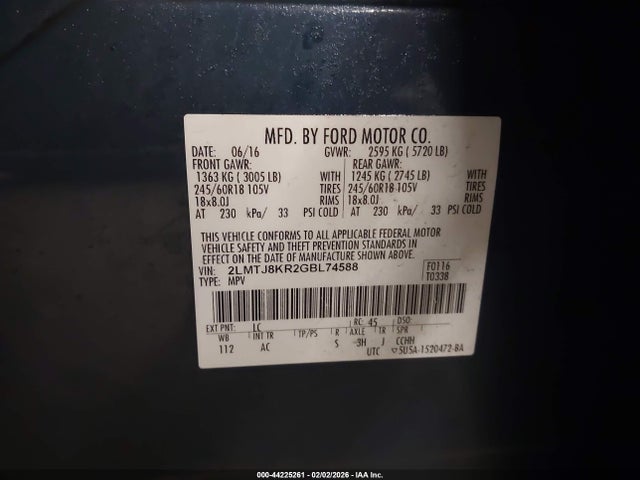 MFD. BY FORD MOTOR CO.
DATE: 06/16 GVWR: 2595 KG ( 5720 LB)
FRONT GAWR: REAR GAWR:
1363 KG ( 3005 LB) WITH 1245 KG ( 2745 LB) WITH
245/60R18 105V TIRES 245/60R18 105V TIRES
18x8.0J RIMS 18x8.0J RIMS
AT 230 kPa/ 33 PSI COLD AT 230 kPa/ 33 PSI COLD
THIS VEHICLE CONFORMS TO ALL APPLICABLE FEDERAL MOTOR
VEHICLE SAFETY AND THEFT PREVENTION STANDARDS IN
EFFECT ON THE DATE OF MANUFACTURE SHOWN ABOVE.
VIN: 2LMTJ8KR2GBL74588 F0116
TYPE: MPV T0338
EXT PNT: LC RC: 45 DSO:
WB INT TR TP/PS R AXLE TR SPR
112 AC S -3H J CCHH
UTC ▽5U5A-1520472-BA
000-44225261 - 02/02/2026 - IAA Inc.